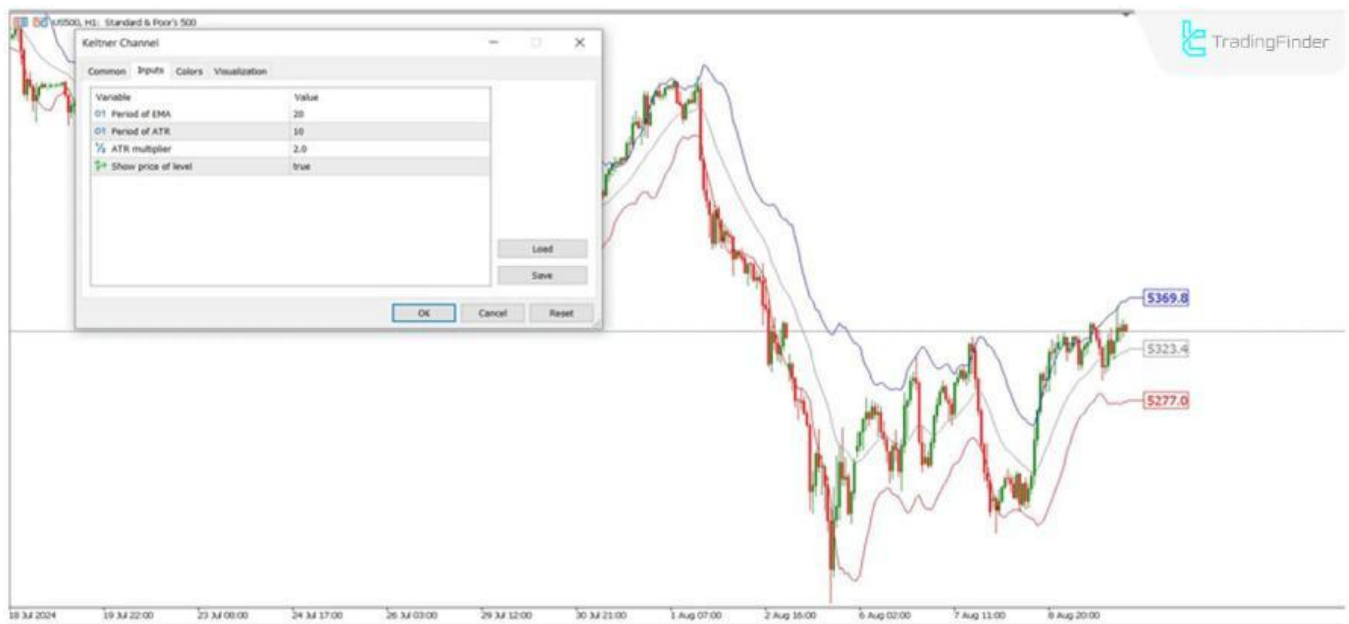 US500, H1: Standard & Poor's 500
TradingFinder
Keltner Channel
Common Inputs Colors Visualization
Variable Value
01 Period of EMA 20
01 Period of ATR 10
½ ATR multiplier 2.0
Show price of level true
Load
Save
OK Cancel Reset
5369.8
5323.4
5277.0
18 Jul 2024 19 Jul 22:00 23 Jul 08:00 24 Jul 17:00 26 Jul 03:00 29 Jul 12:00 30 Jul 21:00 1 Aug 07:00 2 Aug 16:00 6 Aug 02:00 7 Aug 11:00 8 Aug 20:00